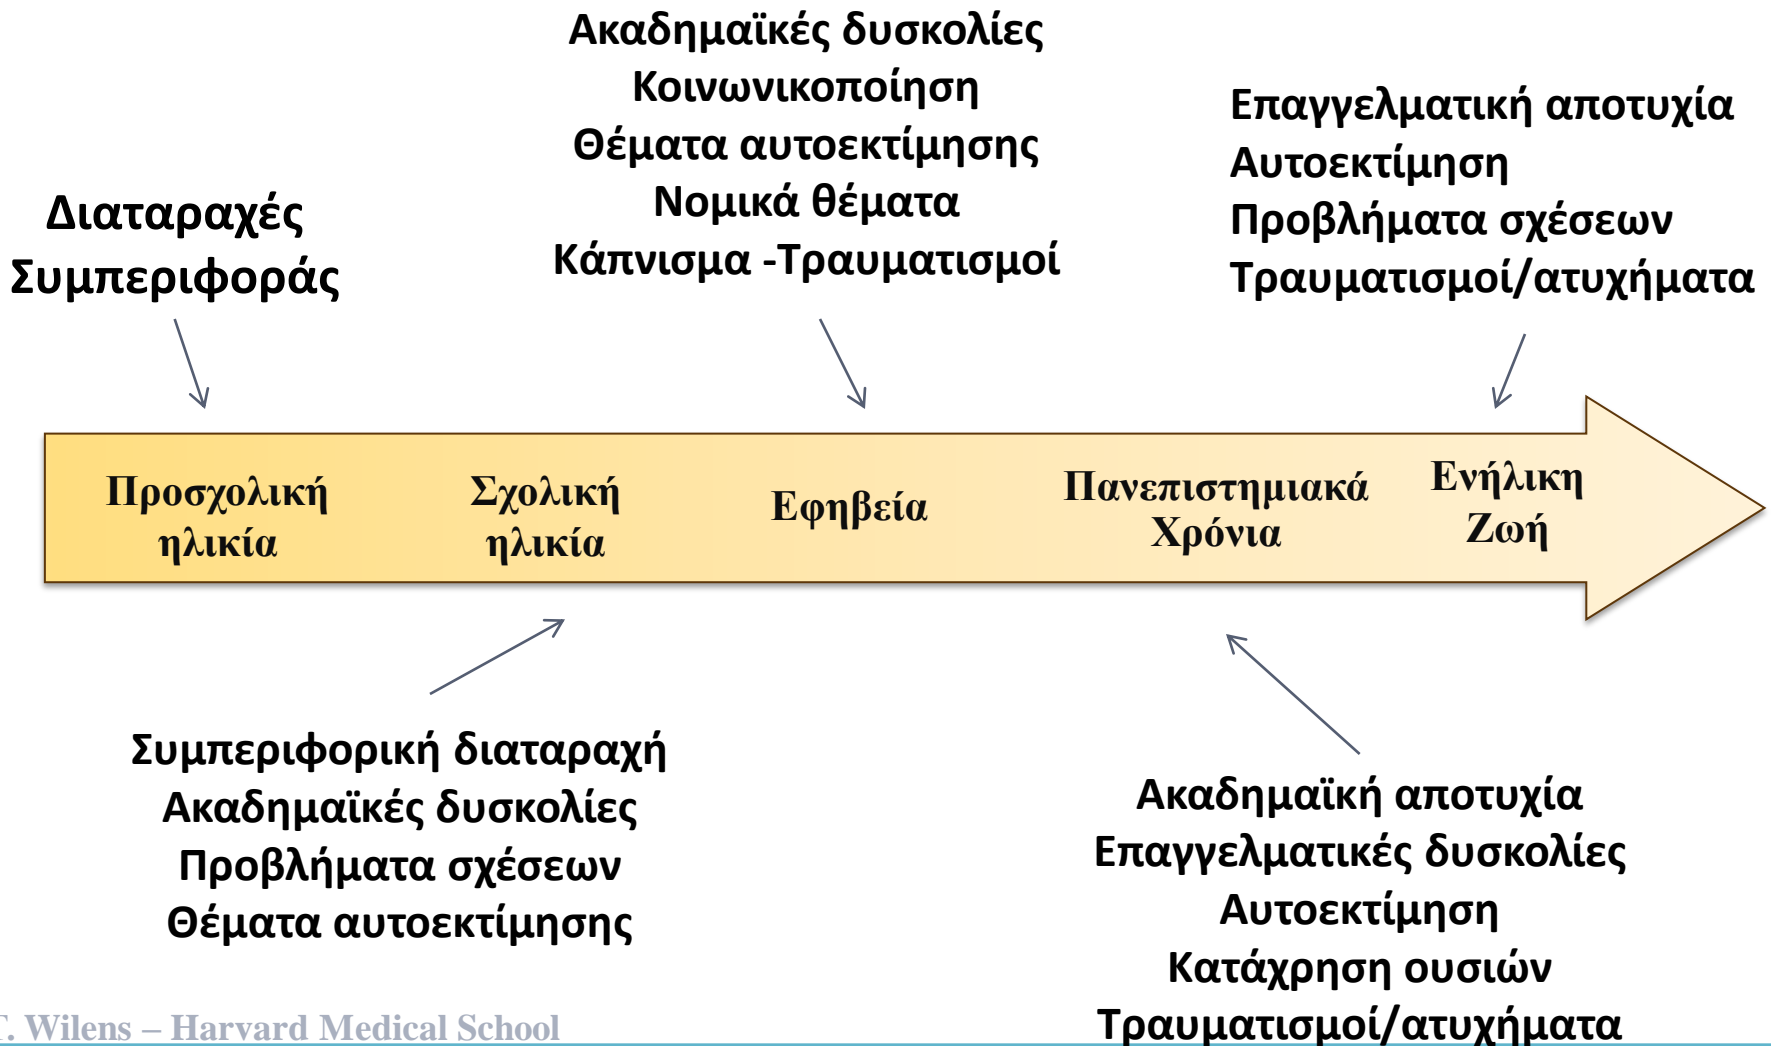 Ακαδημαϊκές δυσκολίες
Κοινωνικοποίηση
Θέματα αυτοεκτίμησης
Νομικά θέματα
Κάπνισμα -Τραυματισμοί
Επαγγελματική αποτυχία
Αυτοεκτίμηση
Προβλήματα σχέσεων
Τραυματισμοί/ατυχήματα
Διαταραχές
Συμπεριφοράς
Προσχολική
ηλικία
Σχολική
ηλικία
Εφηβεία
Πανεπιστημιακά
Χρόνια
Ενήλικη
Ζωή
Συμπεριφορική διαταραχή
Ακαδημαϊκές δυσκολίες
Προβλήματα σχέσεων
Θέματα αυτοεκτίμησης
Ακαδημαϊκή αποτυχία
Επαγγελματικές δυσκολίες
Αυτοεκτίμηση
Κατάχρηση ουσιών
Τραυματισμοί/ατυχήματα
T. Wilens – Harvard Medical School